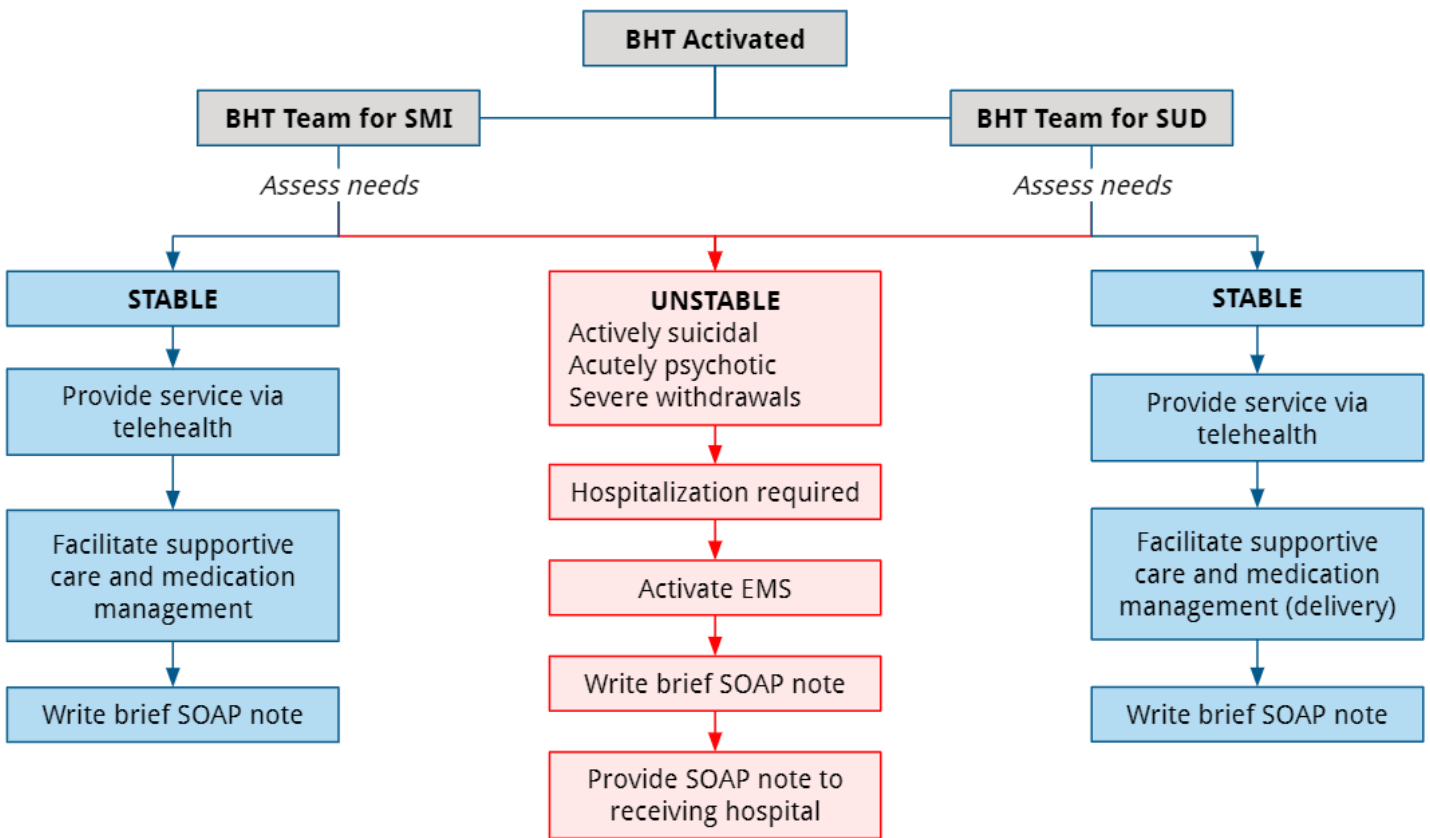 BHT Activated
BHT Team for SMI
BHT Team for SUD
Assess needs
Assess needs
STABLE
Provide service via
telehealth
Facilitate supportive
care and medication
management
Write brief SOAP note
UNSTABLE
Actively suicidal
Acutely psychotic
Severe withdrawals
Hospitalization required
Activate EMS
Write brief SOAP note
Provide SOAP note to
receiving hospital
STABLE
Provide service via
telehealth
Facilitate supportive
care and medication
management (delivery)
Write brief SOAP note